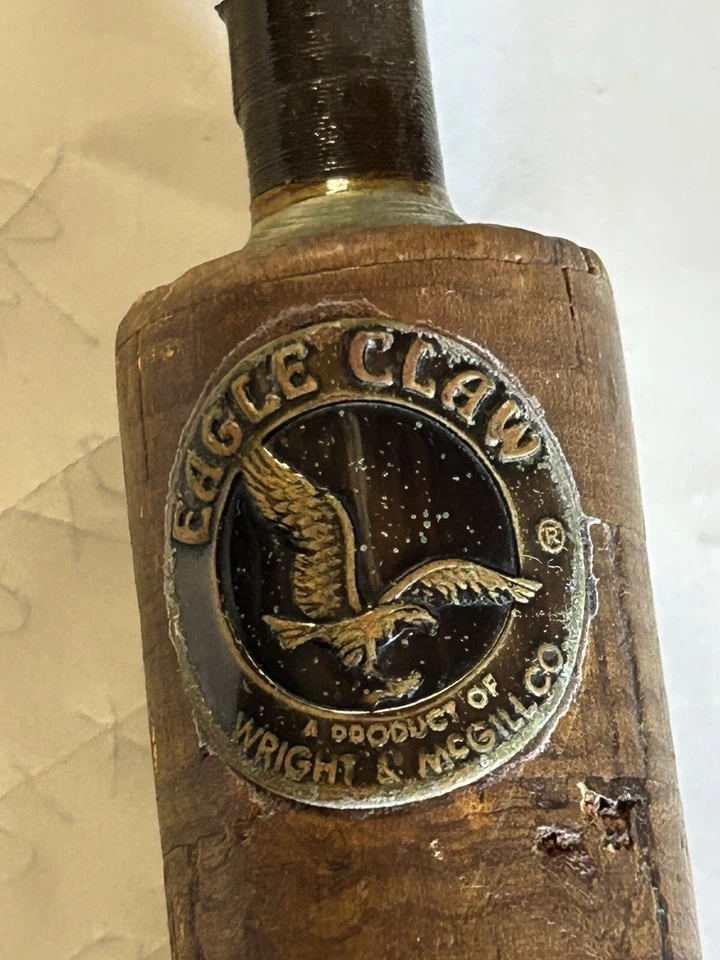 EAGLE CLAW
®
A PRODUCT OF
WRIGHT & McGILL CO.